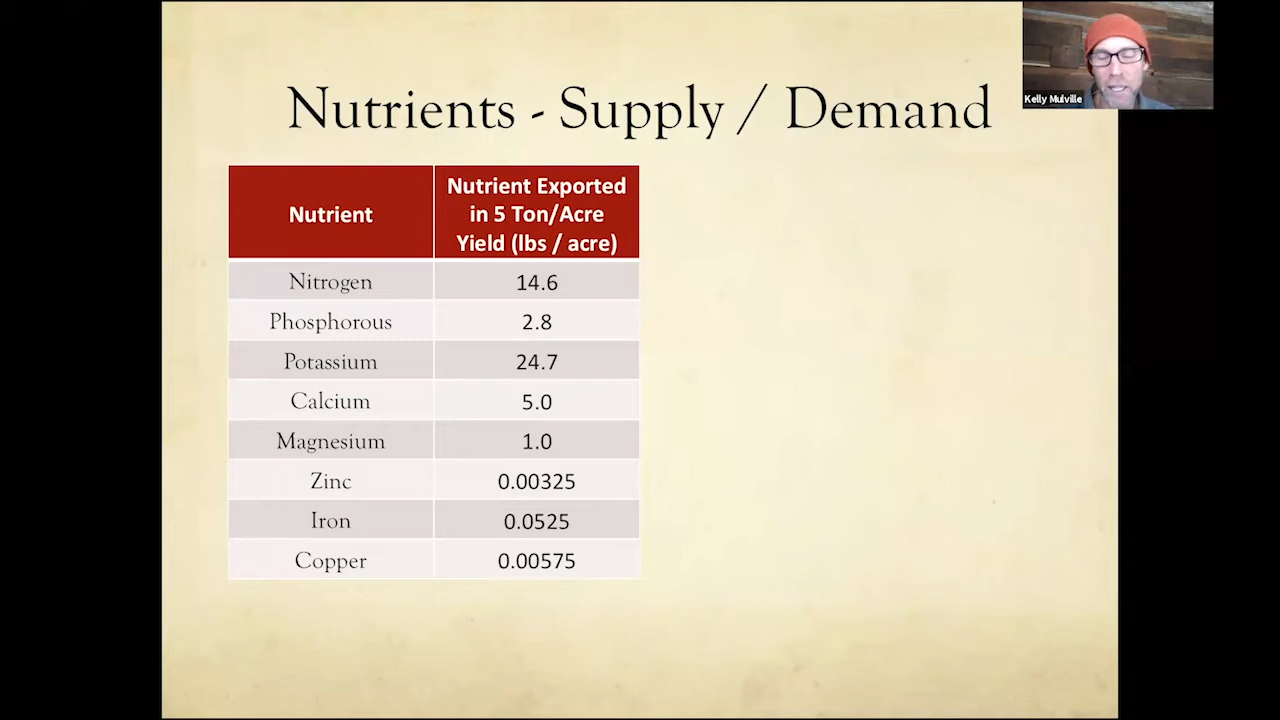 Nutrients - Supply / Demand
Kelly Mulville
Nutrient
Nutrient Exported
in 5 Ton/Acre
Yield (lbs / acre)
Nitrogen 14.6
Phosphorous 2.8
Potassium 24.7
Calcium 5.0
Magnesium 1.0
Zinc 0.00325
Iron 0.0525
Copper 0.00575